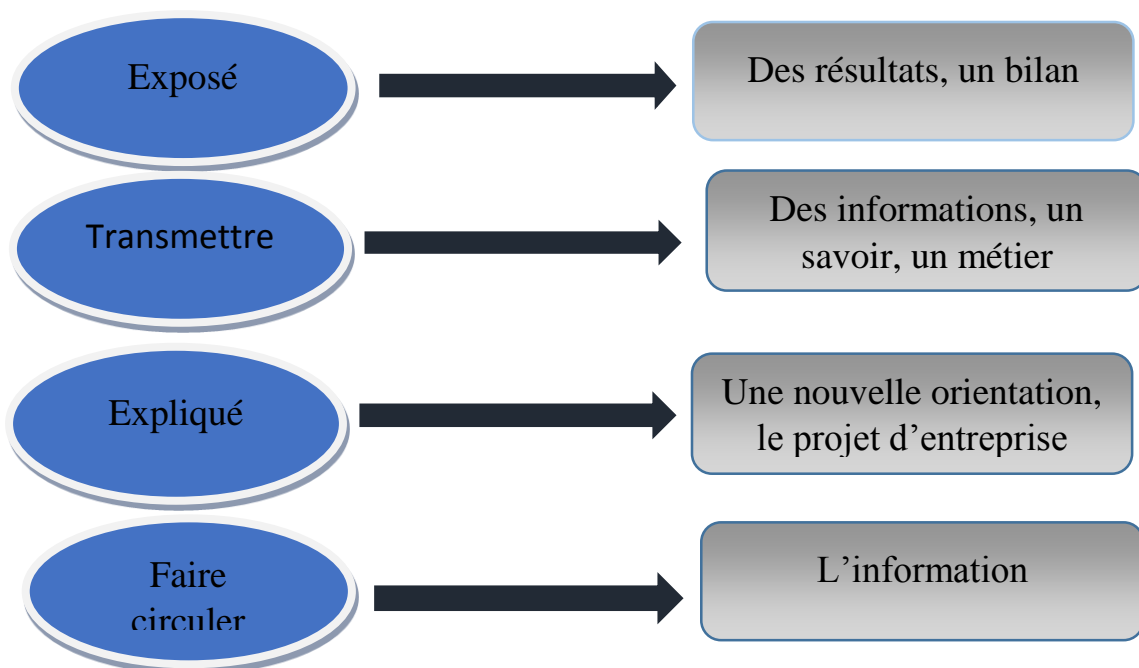 Exposé
Des résultats, un bilan
Transmettre
Des informations, un
savoir, un métier
Expliqué
Une nouvelle orientation,
le projet d’entreprise
Faire
circuler
L’information